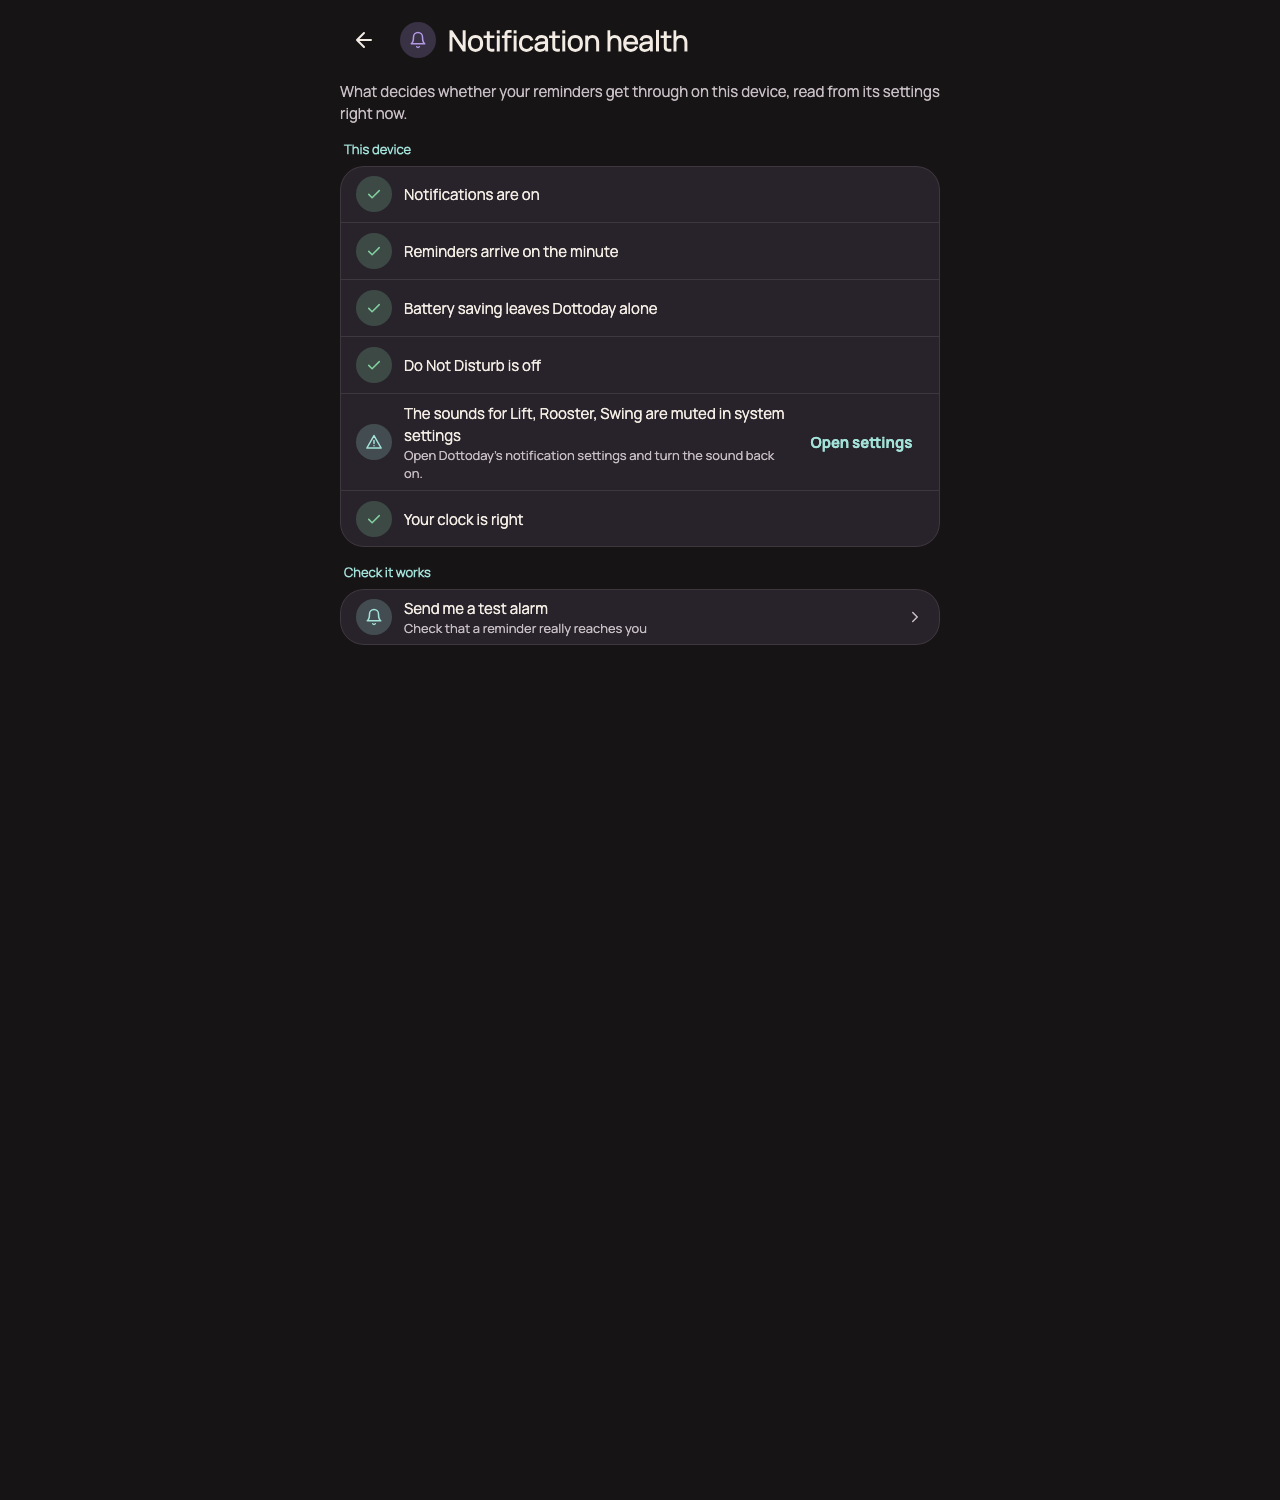 Notification health
What decides whether your reminders get through on this device, read from its settings
right now.
This device
Notifications are on
Reminders arrive on the minute
Battery saving leaves Dottoday alone
Do Not Disturb is off
The sounds for Lift, Rooster, Swing are muted in system
settings
Open Dottoday's notification settings and turn the sound back
on.
Open settings
Your clock is right
Check it works
Send me a test alarm
Check that a reminder really reaches you